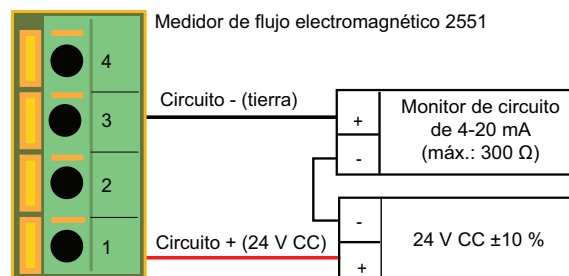 Medidor de flujo electromagnético 2551
4
3
2
1
Circuito - (tierra)
+
-
Monitor de circuito
de 4-20 mA
(máx.: 300 Ω)
Circuito + (24 V CC)
-
+
24 V CC ±10 %